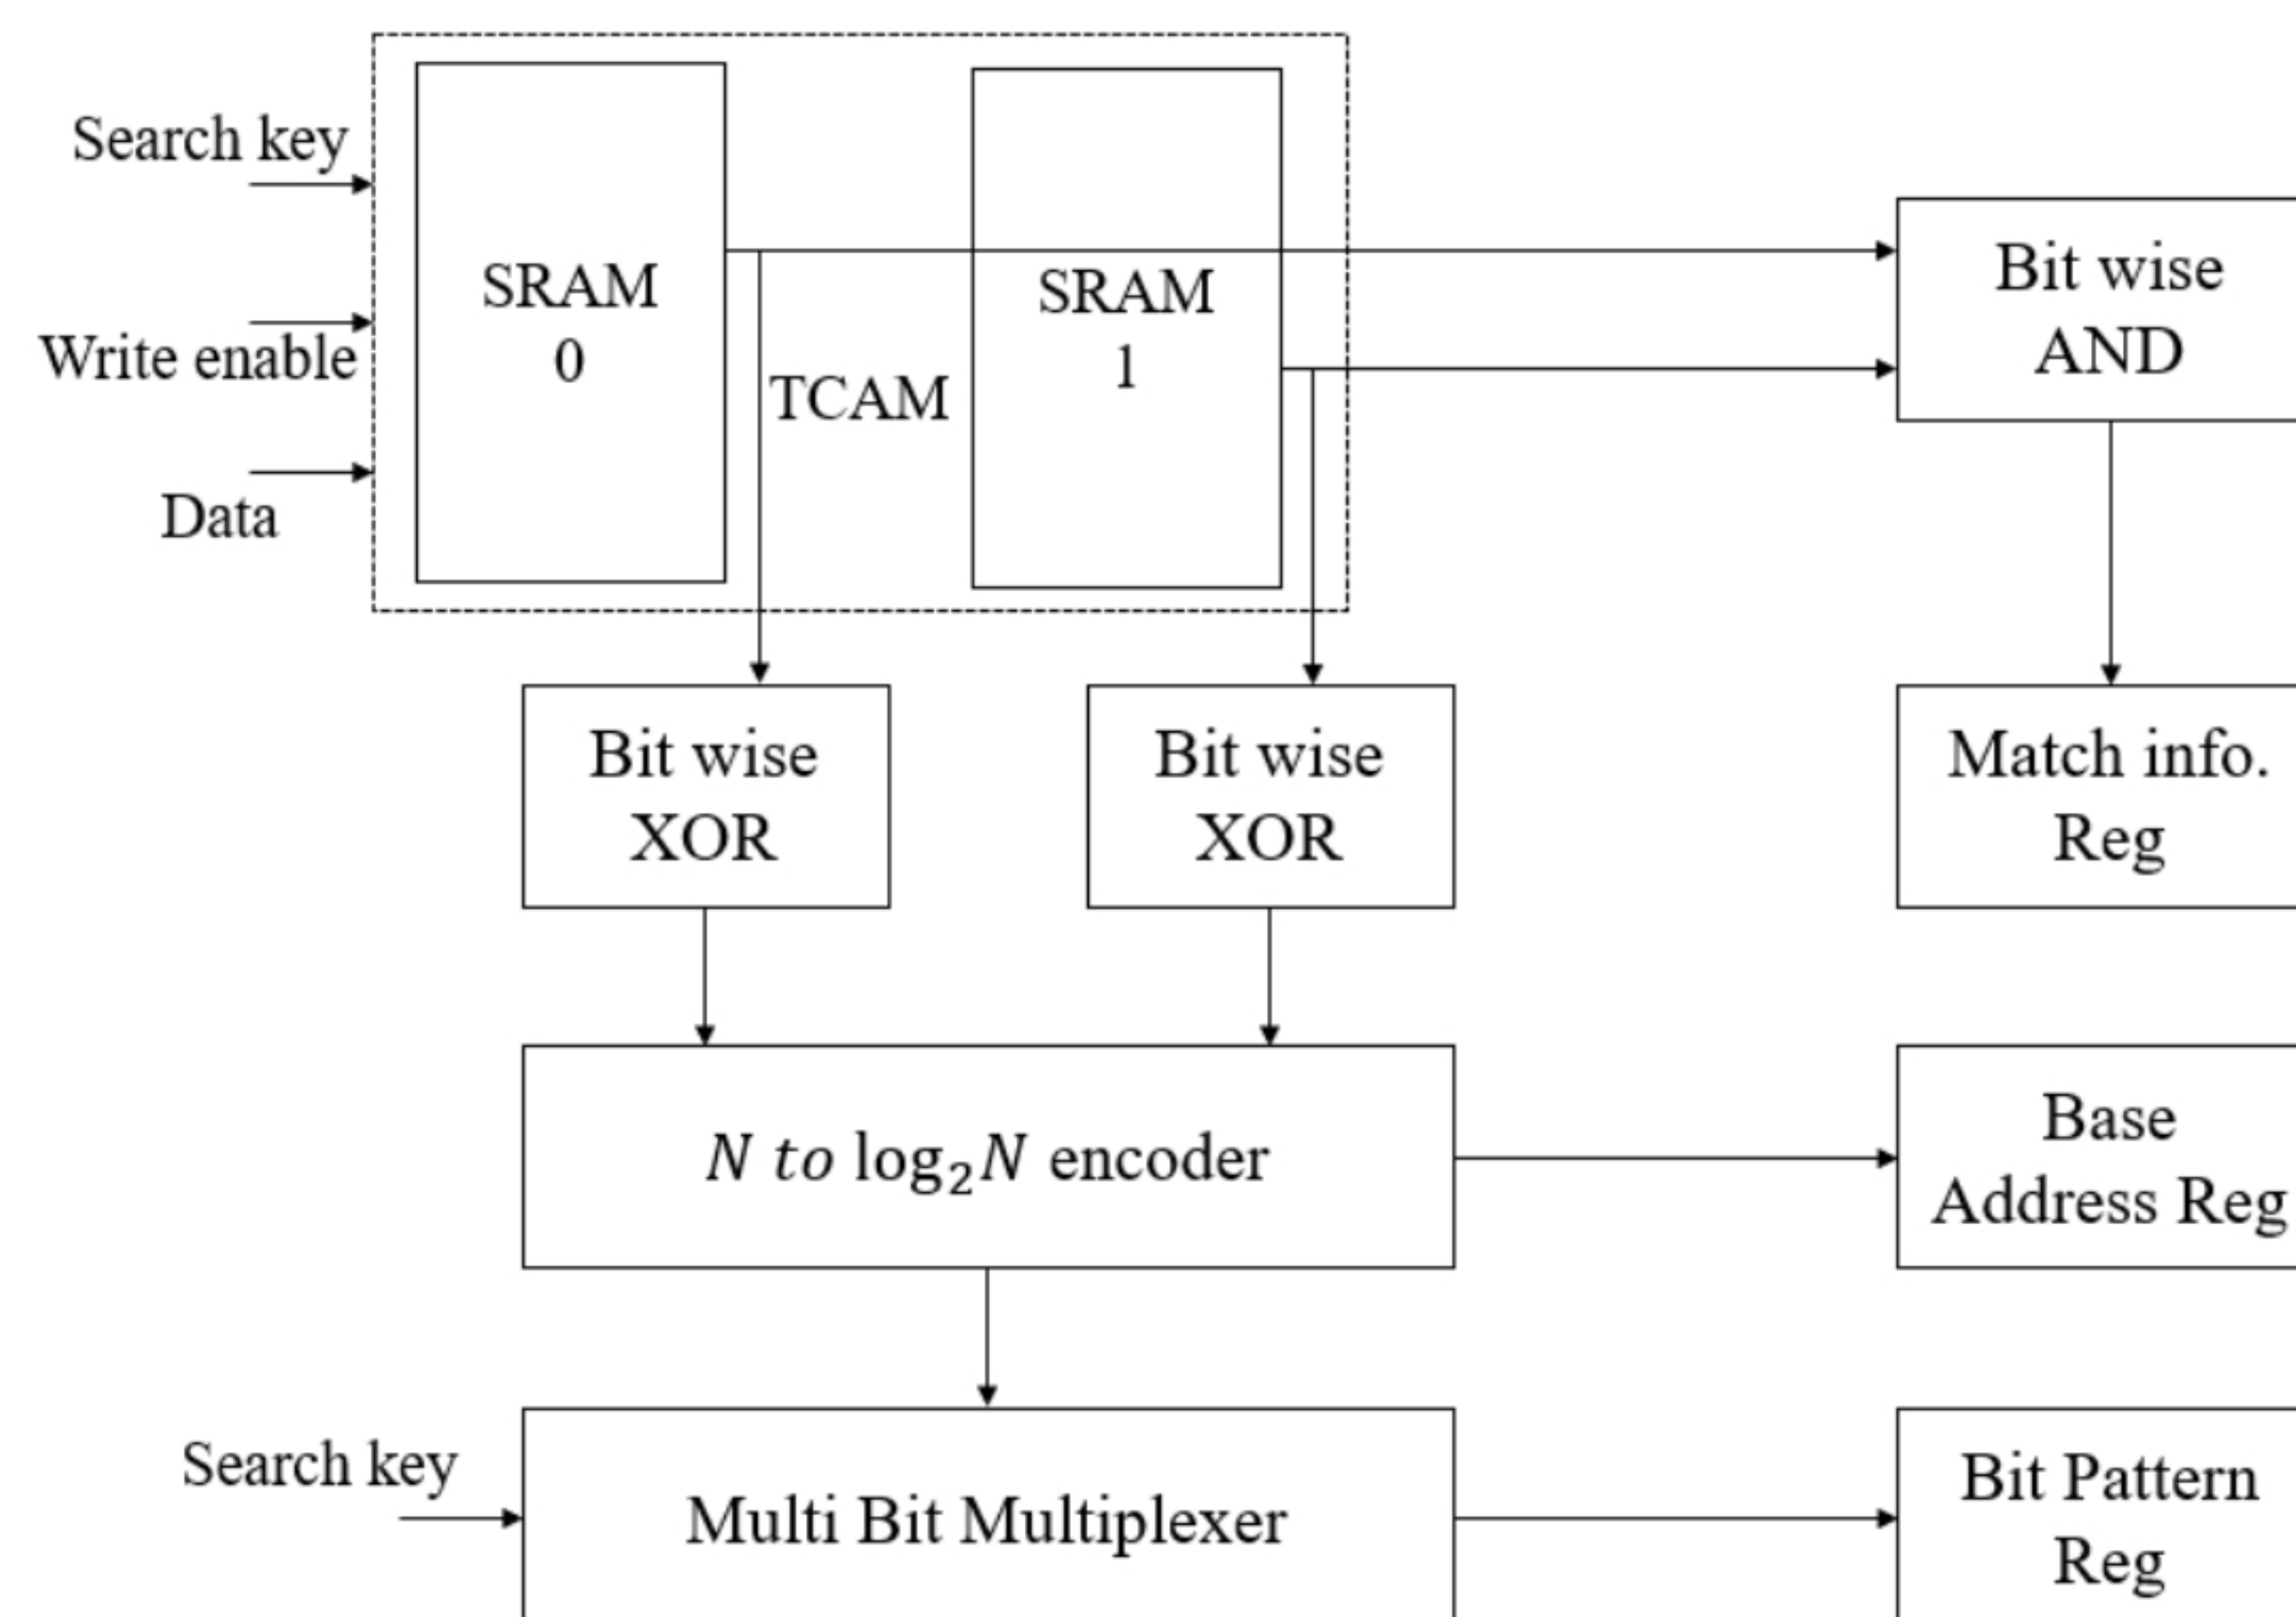 Search key
Write enable
Data
SRAM
0
TCAM
SRAM
1
Bit wise
AND
Bit wise
XOR
Bit wise
XOR
Match info.
Reg
N to log₂N encoder
Base
Address Reg
Search key
Multi Bit Multiplexer
Bit Pattern
Reg